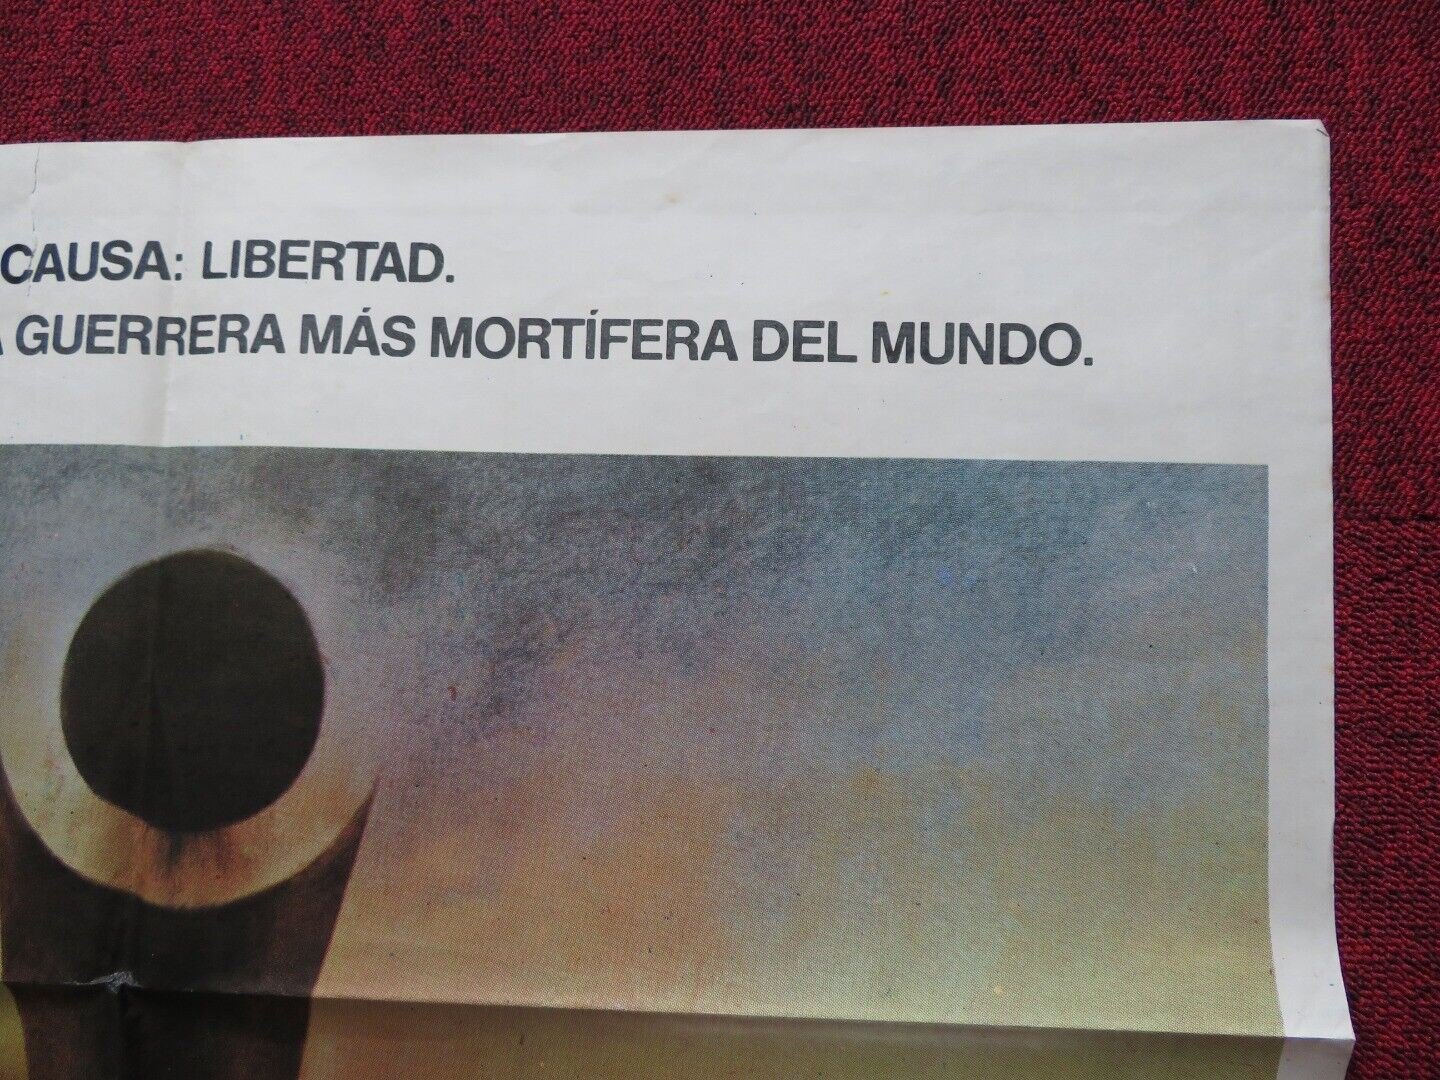 CAUSA: LIBERTAD.
GUERRERA MÁS MORTÍFERA DEL MUNDO.